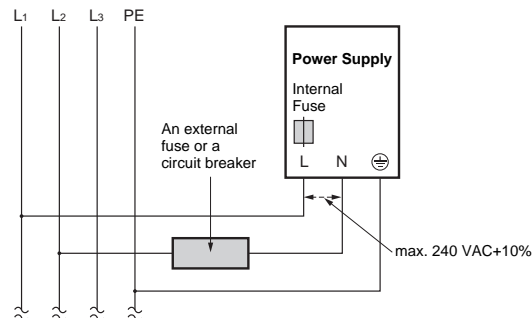 L1 L2 L3 PE
Power Supply
Internal
Fuse
An external
fuse or a
circuit breaker
L N
max. 240 VAC+10%